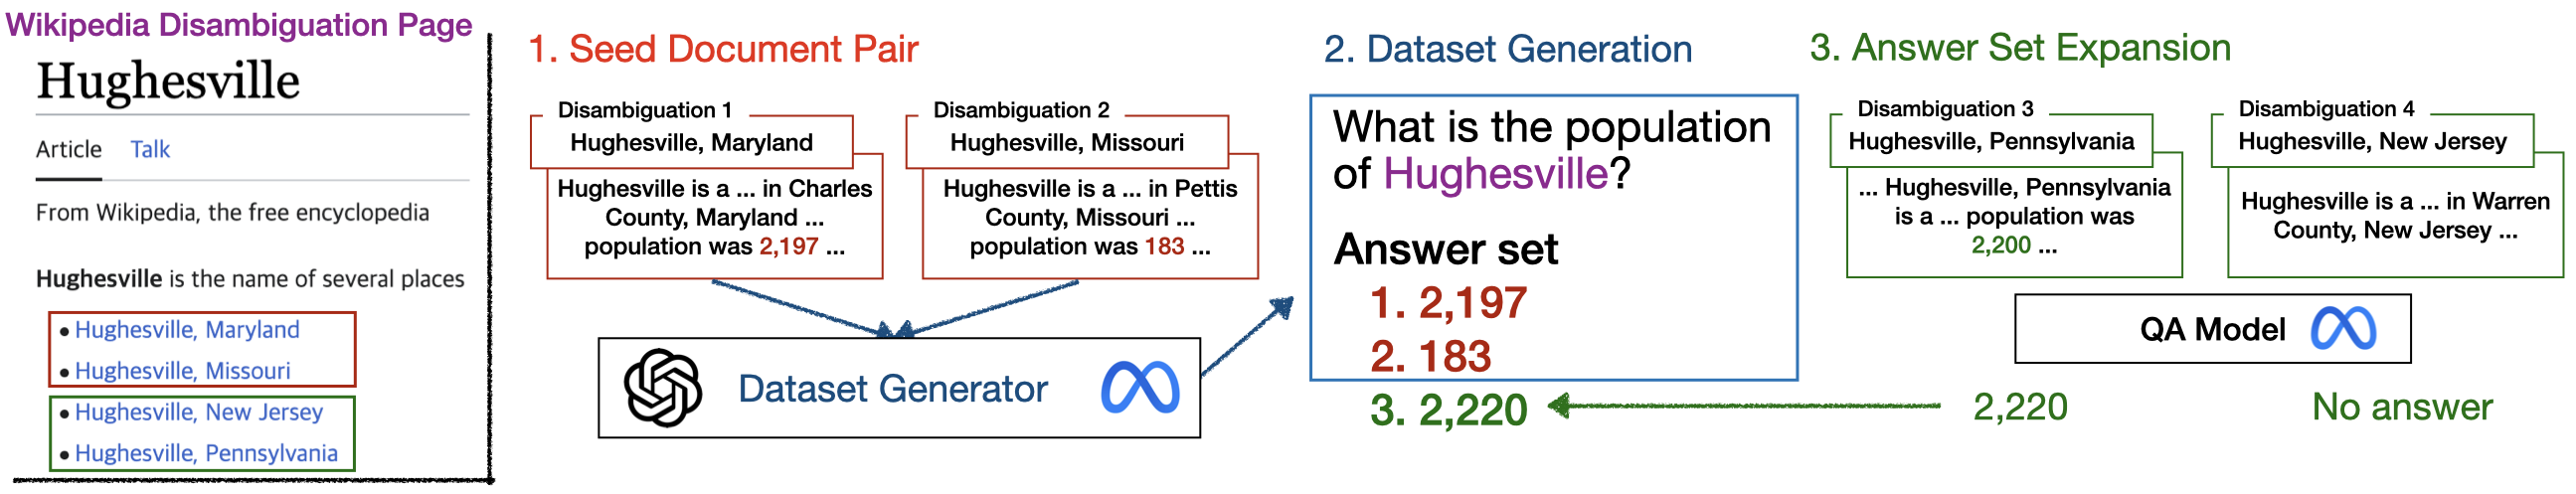 Wikipedia Disambiguation Page
Hughesville
Article Talk
From Wikipedia, the free encyclopedia
Hughesville is the name of several places
• Hughesville, Maryland
• Hughesville, Missouri
• Hughesville, New Jersey
• Hughesville, Pennsylvania
1. Seed Document Pair
Disambiguation 1
Hughesville, Maryland
Hughesville is a ... in Charles
County, Maryland ...
population was 2,197 ...
Disambiguation 2
Hughesville, Missouri
Hughesville is a ... in Pettis
County, Missouri ...
population was 183 ...
Dataset Generator
2. Dataset Generation
What is the population
of Hughesville?
Answer set
1. 2,197
2. 183
3. 2,220
3. Answer Set Expansion
Disambiguation 3
Hughesville, Pennsylvania
... Hughesville, Pennsylvania
is a ... population was
2,200 ...
Disambiguation 4
Hughesville, New Jersey
Hughesville is a ... in Warren
County, New Jersey ...
QA Model
2,220
No answer